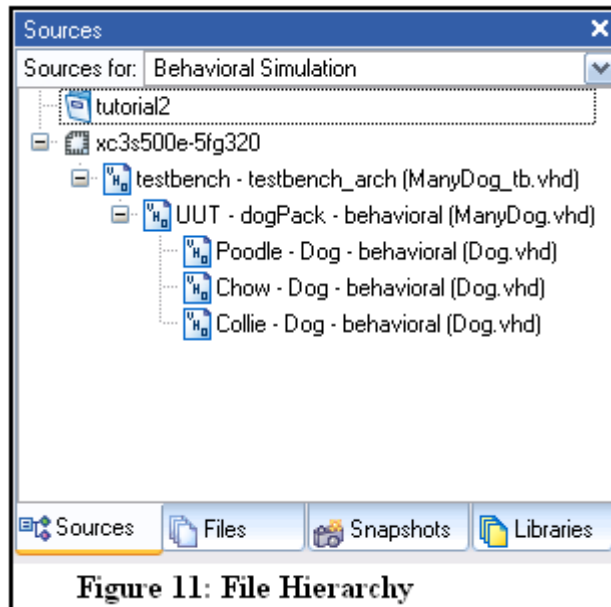 Sources
Sources for: Behavioral Simulation
tutorial2
xc3s500e-5fg320
testbench - testbench_arch (ManyDog_tb.vhd)
UUT - dogPack - behavioral (ManyDog.vhd)
Poodle - Dog - behavioral (Dog.vhd)
Chow - Dog - behavioral (Dog.vhd)
Collie - Dog - behavioral (Dog.vhd)
Sources Files Snapshots Libraries
Figure 11: File Hierarchy